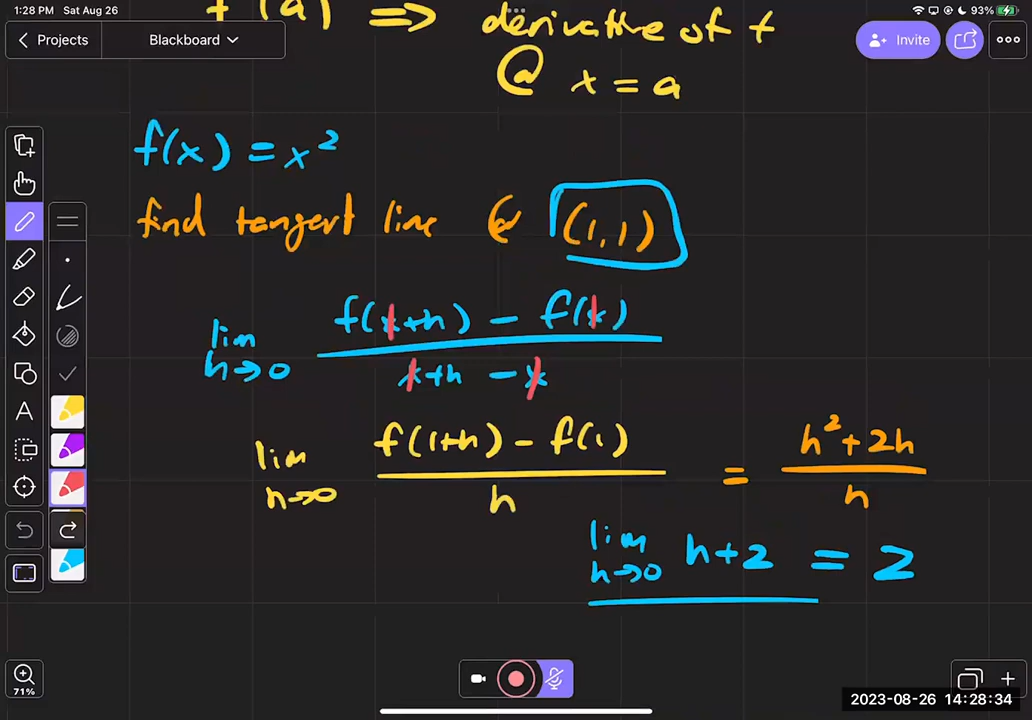 1:28 PM Sat Aug 26
93%
Projects
Blackboard
Invite
f'(a) => derivative of f
@ x = a
f(x) = x²
find tangent line @ (1,1)
lim h→0 f(x+h) - f(x) / x+h - x
lim h→0 f(1+h) - f(1) / h = h²+2h / h
lim h→0 h+2 = 2
A
71%
2023-08-26 14:28:34